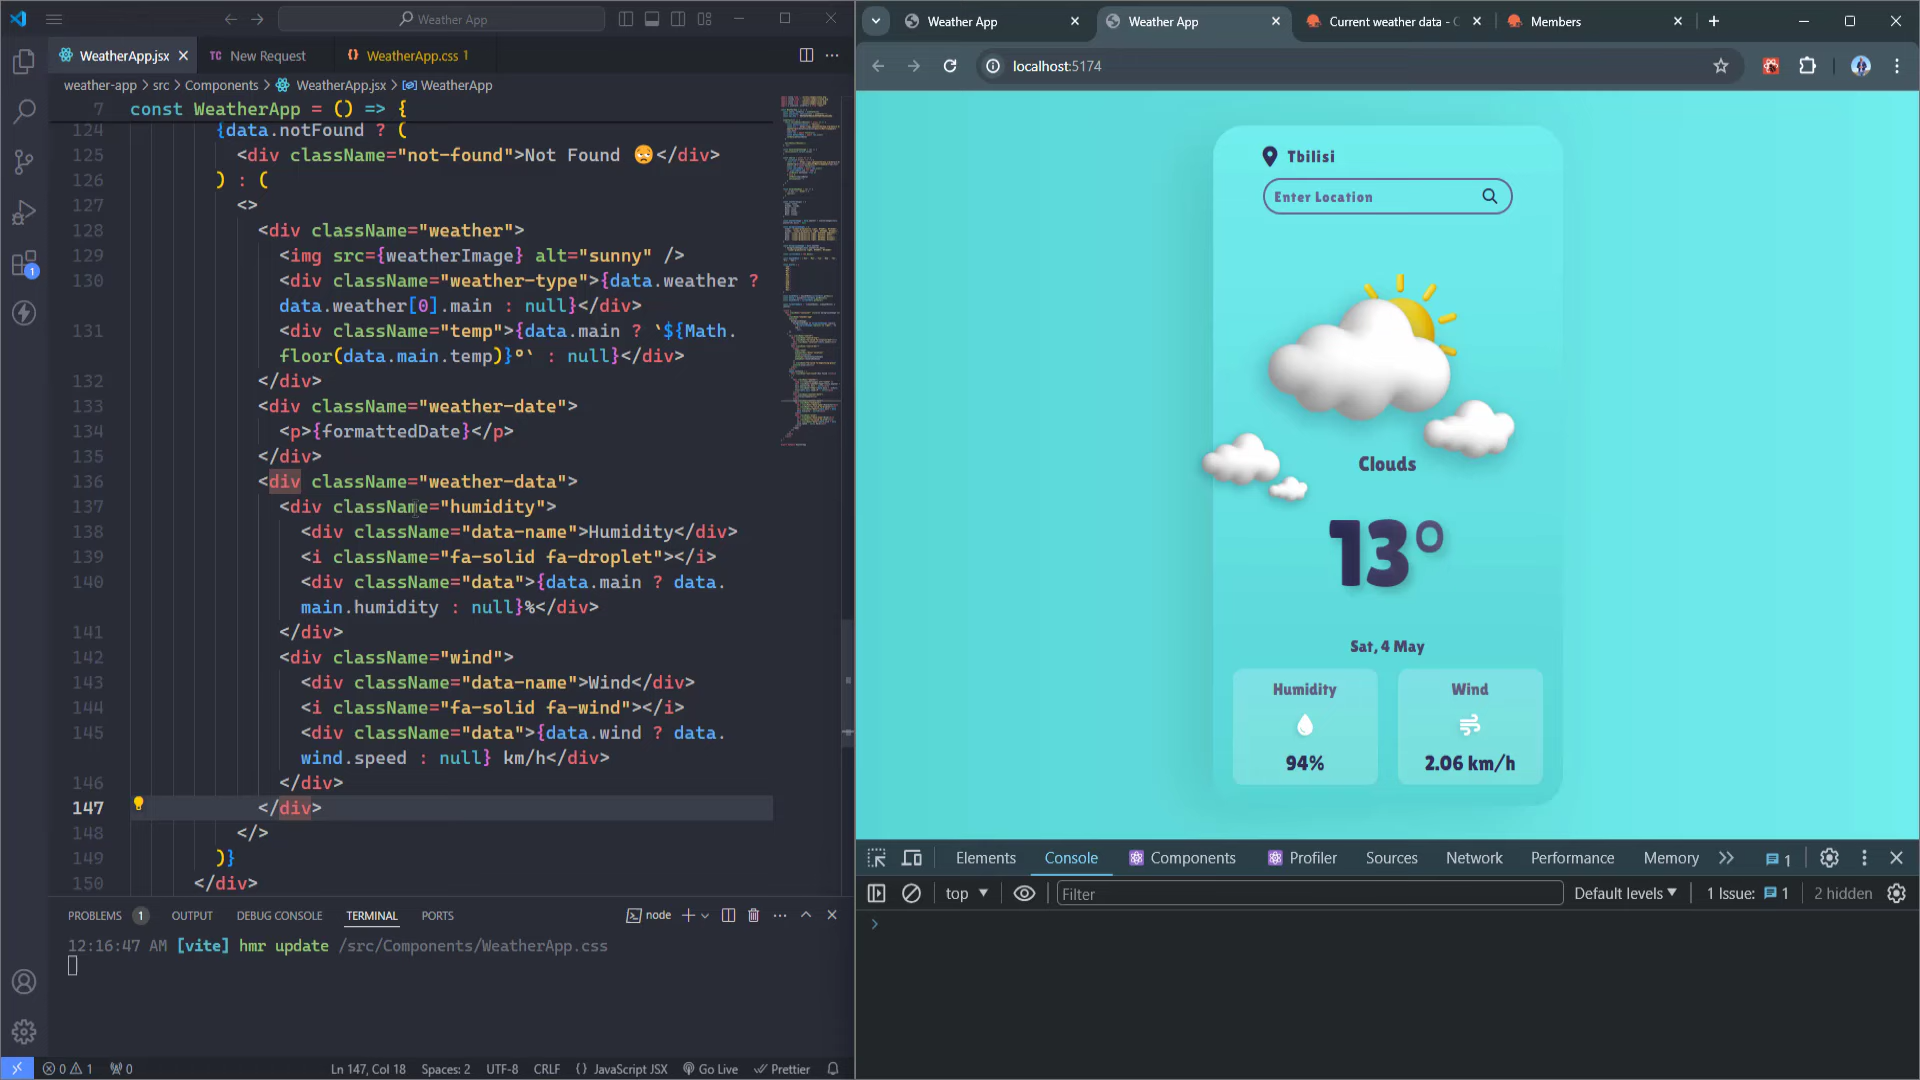 Weather App
WeatherApp.jsx
TC New Request
WeatherApp.css 1
weather-app > src > Components > WeatherApp.jsx > WeatherApp
7 const WeatherApp = () => {
124 {data.notFound ? (
125 <div className="not-found">Not Found 😞</div>
126 ) : (
127 <>
128 <div className="weather">
129 <img src={weatherImage} alt="sunny" />
130 <div className="weather-type">{data.weather ?
data.weather[0].main : null}</div>
131 <div className="temp">{data.main ? `${Math.
floor(data.main.temp)}º` : null}</div>
132 </div>
133 <div className="weather-date">
134 <p>{formattedDate}</p>
135 </div>
136 <div className="weather-data">
137 <div className="humidity">
138 <div className="data-name">Humidity</div>
139 <i className="fa-solid fa-droplet"></i>
140 <div className="data">{data.main ? data.
main.humidity : null}%</div>
141 </div>
142 <div className="wind">
143 <div className="data-name">Wind</div>
144 <i className="fa-solid fa-wind"></i>
145 <div className="data">{data.wind ? data.
wind.speed : null} km/h</div>
146 </div>
147 </div>
148 </>
149 )}
150 </div>
1
PROBLEMS 1 OUTPUT DEBUG CONSOLE TERMINAL PORTS
node
12:16:47 AM [vite] hmr update /src/Components/WeatherApp.css
0 1 0
Ln 147, Col 18 Spaces: 2 UTF-8 CRLF {} JavaScript JSX Go Live Prettier
Weather App
Weather App
Current weather data - 
Members
localhost:5174
Tbilisi
Enter Location
Clouds
13º
Sat, 4 May
Humidity
94%
Wind
2.06 km/h
Elements Console Components Profiler Sources Network Performance Memory 1
top Filter Default levels 1 Issue: 1 2 hidden